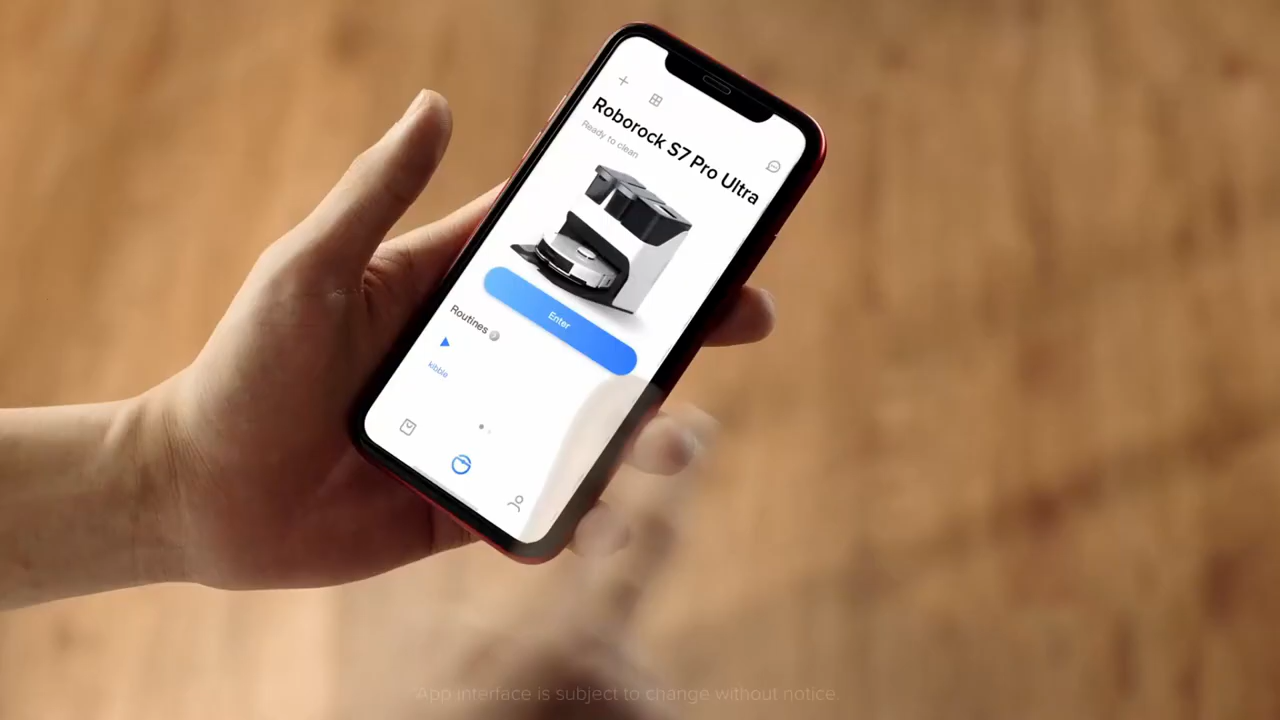 Roborock S7 Pro Ultra
Ready to clean
Enter
Routines
kibble
*App interface is subject to change without notice.